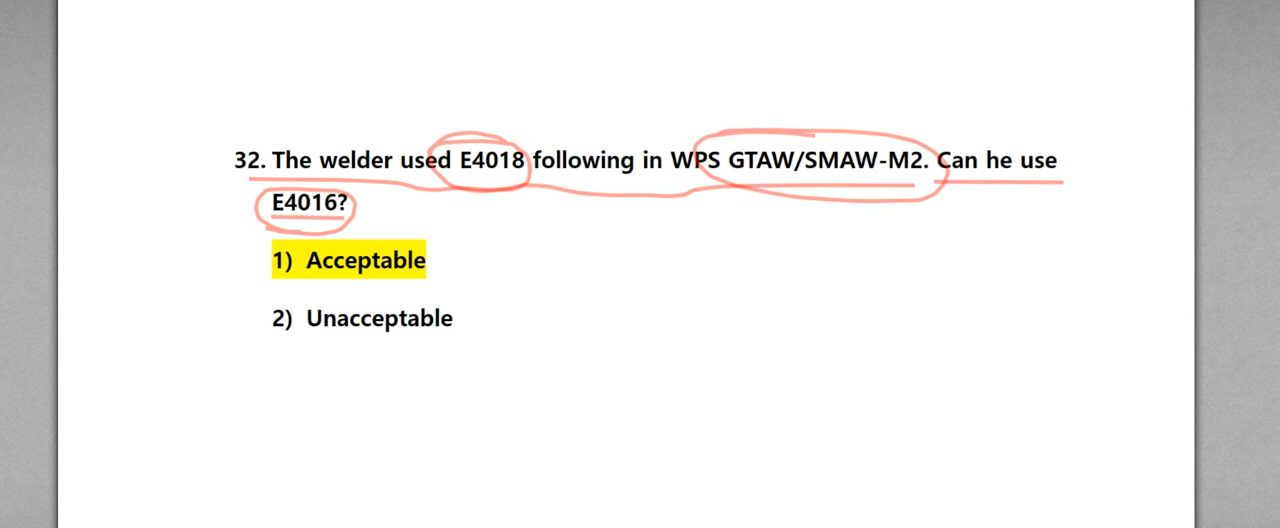 32. The welder used E4018 following in WPS GTAW/SMAW-M2. Can he use
E4016?
1) Acceptable
2) Unacceptable